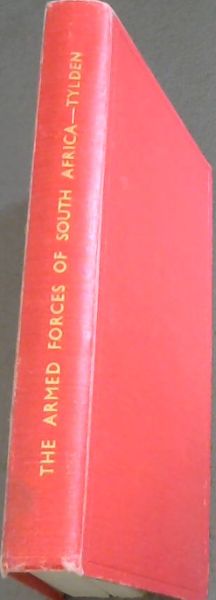 THE ARMED FORCES OF SOUTH AFRICA—TYLDEN